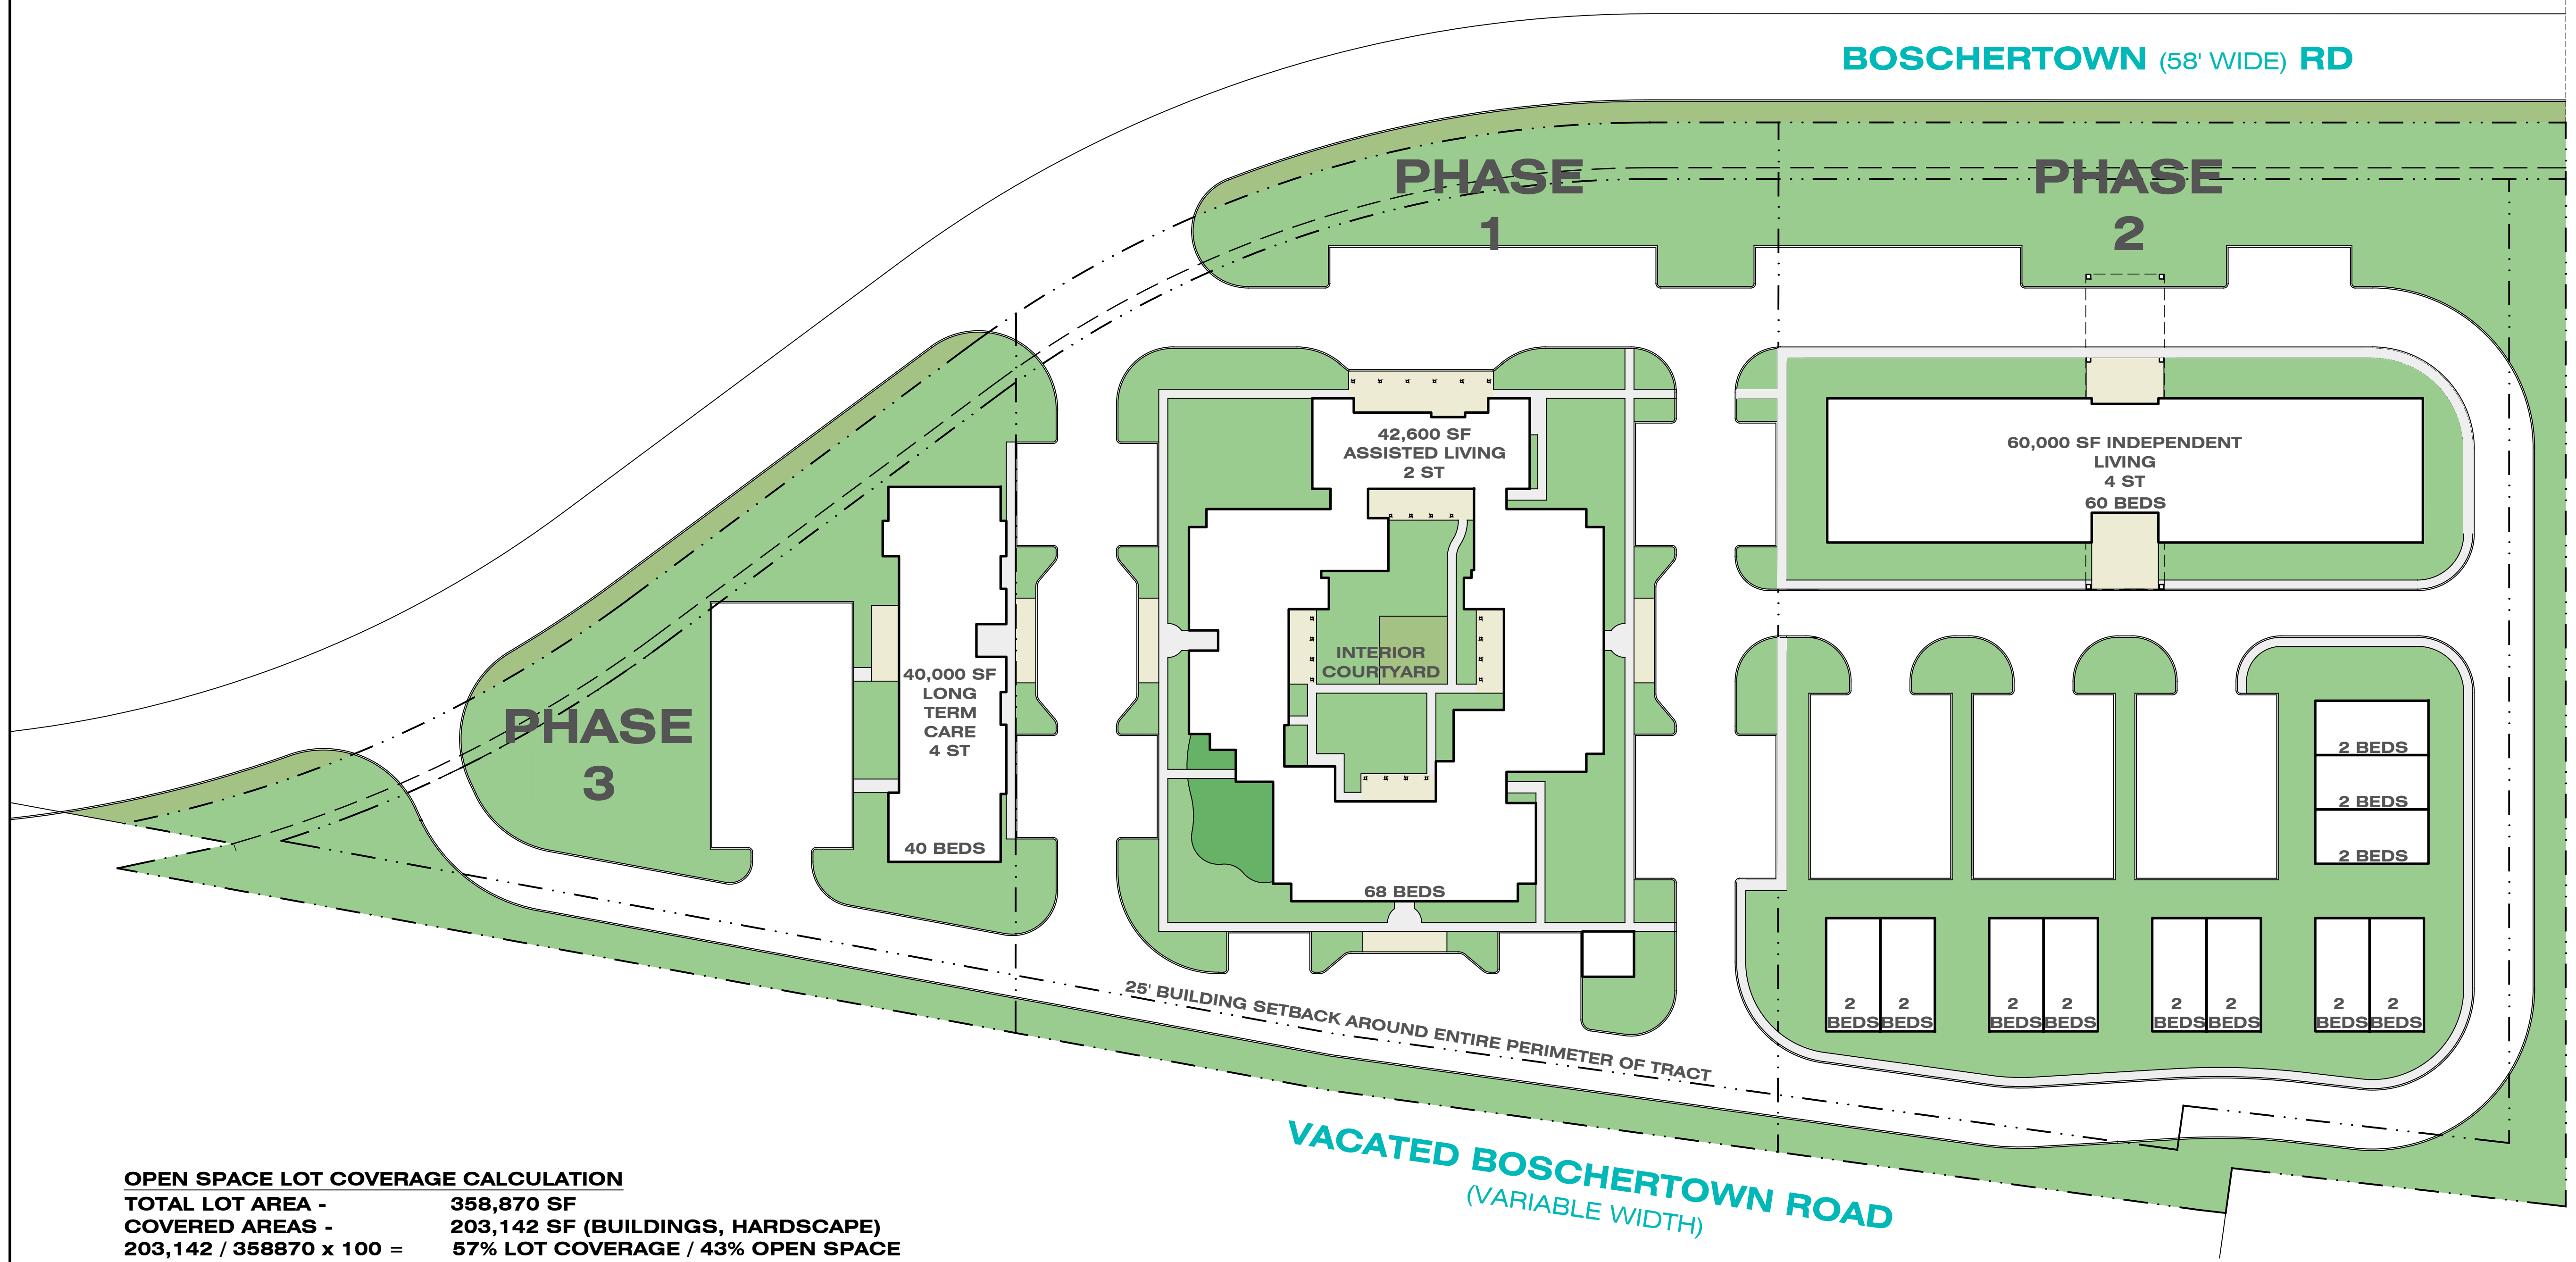 BOSCHERTOWN (58' WIDE) RD
PHASE
1
PHASE
2
42,600 SF
ASSISTED LIVING
2 ST
60,000 SF INDEPENDENT
LIVING
4 ST
60 BEDS
INTERIOR
COURTYARD
40,000 SF
LONG
TERM
CARE
4 ST
40 BEDS
PHASE
3
68 BEDS
2 BEDS
2 BEDS
2 BEDS
2 BEDS
2 BEDS
2 BEDS
2 BEDS
2 BEDS
2 BEDS
2 BEDS
2 BEDS
25' BUILDING SETBACK AROUND ENTIRE PERIMETER OF TRACT
VACATED BOSCHERTOWN ROAD
(VARIABLE WIDTH)
OPEN SPACE LOT COVERAGE CALCULATION
TOTAL LOT AREA - 358,870 SF
COVERED AREAS - 203,142 SF (BUILDINGS, HARDSCAPE)
203,142 / 358870 x 100 = 57% LOT COVERAGE / 43% OPEN SPACE